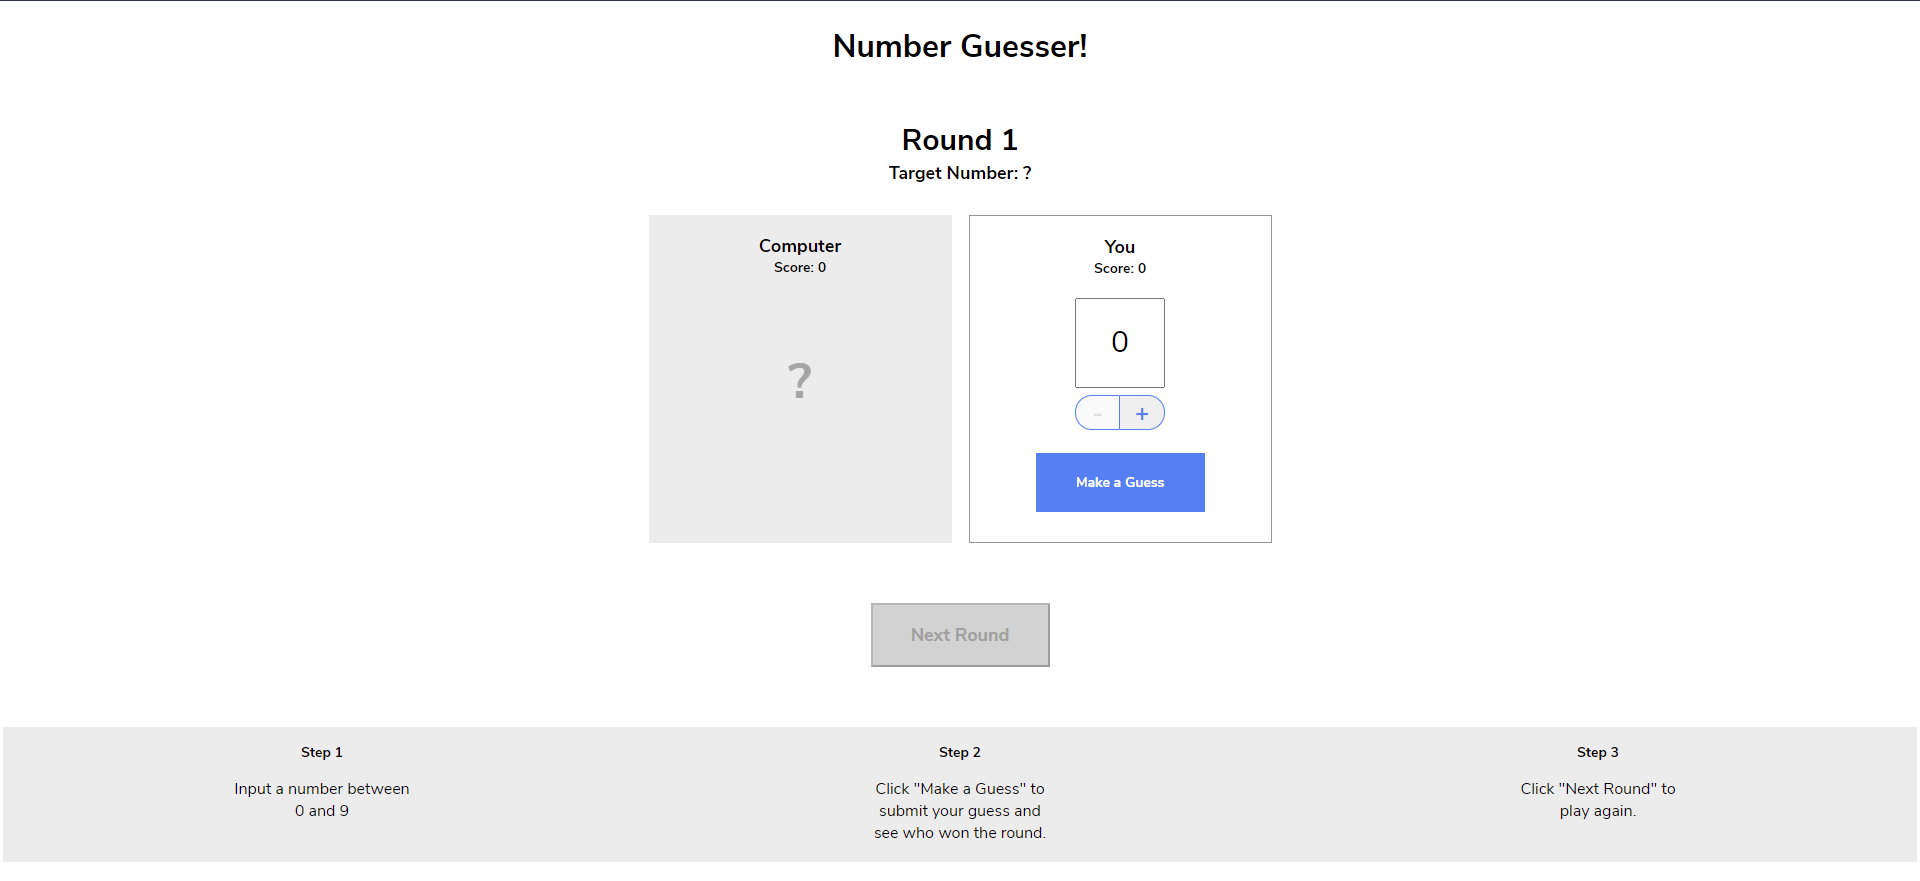 Number Guesser!
Round 1
Target Number: ?
Computer
Score: 0
?
You
Score: 0
0
- +
Make a Guess
Next Round
Step 1
Input a number between
0 and 9
Step 2
Click "Make a Guess" to
submit your guess and
see who won the round.
Step 3
Click "Next Round" to
play again.